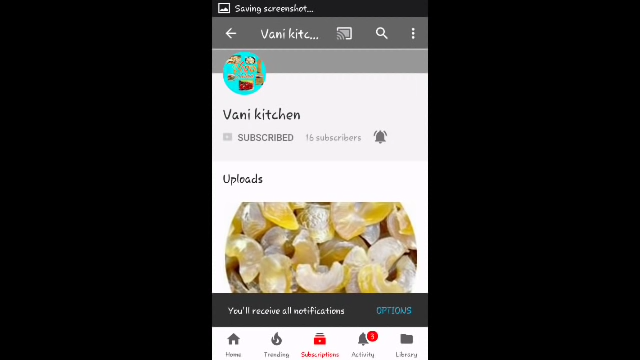 Saving screenshot...
Vani kitc...
Vani kitchen
SUBSCRIBED 16 subscribers
Uploads
You'll receive all notifications OPTIONS
3
Home Trending Subscriptions Activity Library